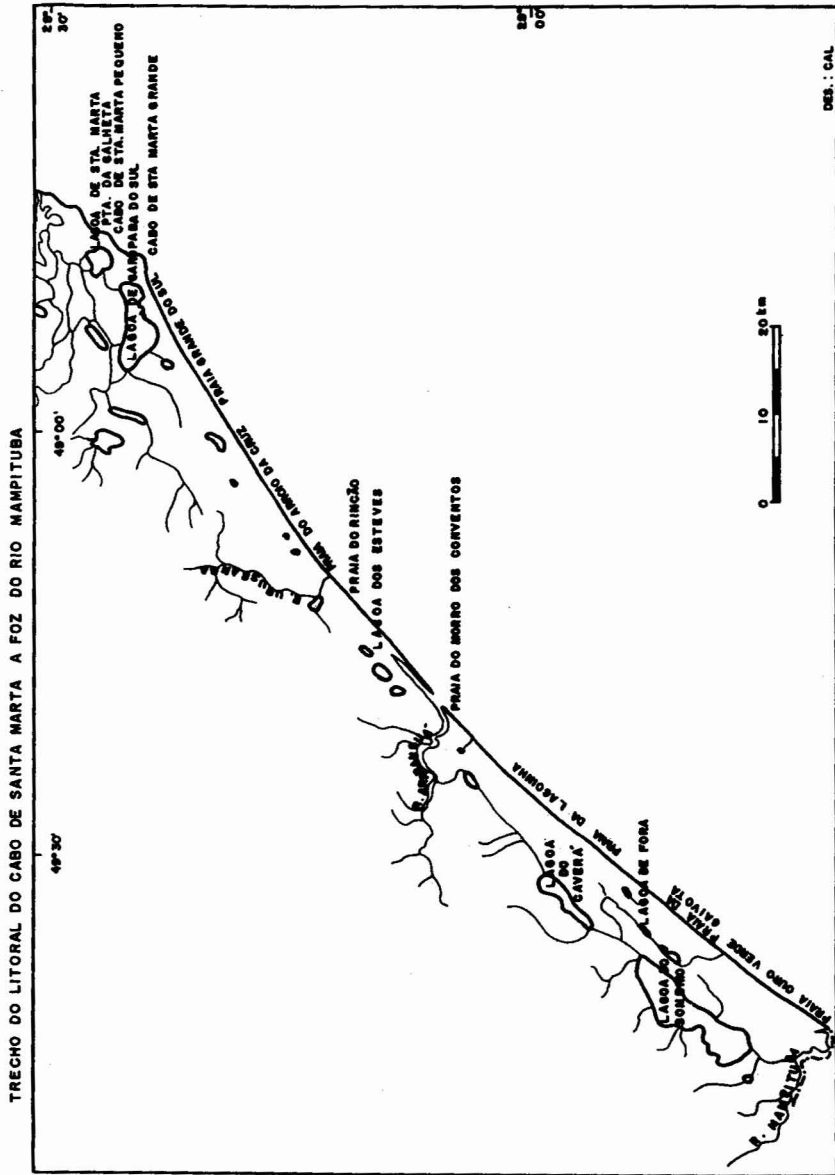 TRECHO DO LITORAL DO CABO DE SANTA MARTA A FOZ DO RIO MAMPITUBA
28°
30'
LAGOA DE STA. MARTA
PTA. DA GALHETA
CABO DE STA. MARTA PEQUENO
LAGOA DE GAROPABA DO SUL
CABO DE STA MARTA GRANDE
49°00'
PRAIA GRANDE DO SUL
PRAIA DO ARROIO DA CRUZ
R. URUSSANGA
PRAIA DO RINCÃO
LAGOA DOS ESTEVES
PRAIA DO MORRO DOS CONVENTOS
49°30'
LAGOA
DO
CAVERÁ
PRAIA DA LAGOINHA
LAGOA DE FORA
PRAIA DA
GAIVOTA
LAGOA DO
SOMBRIO
PRAIA OURO VERDE
R. MAMPITUBA
00'
0 10 20 km
DES.: CAL